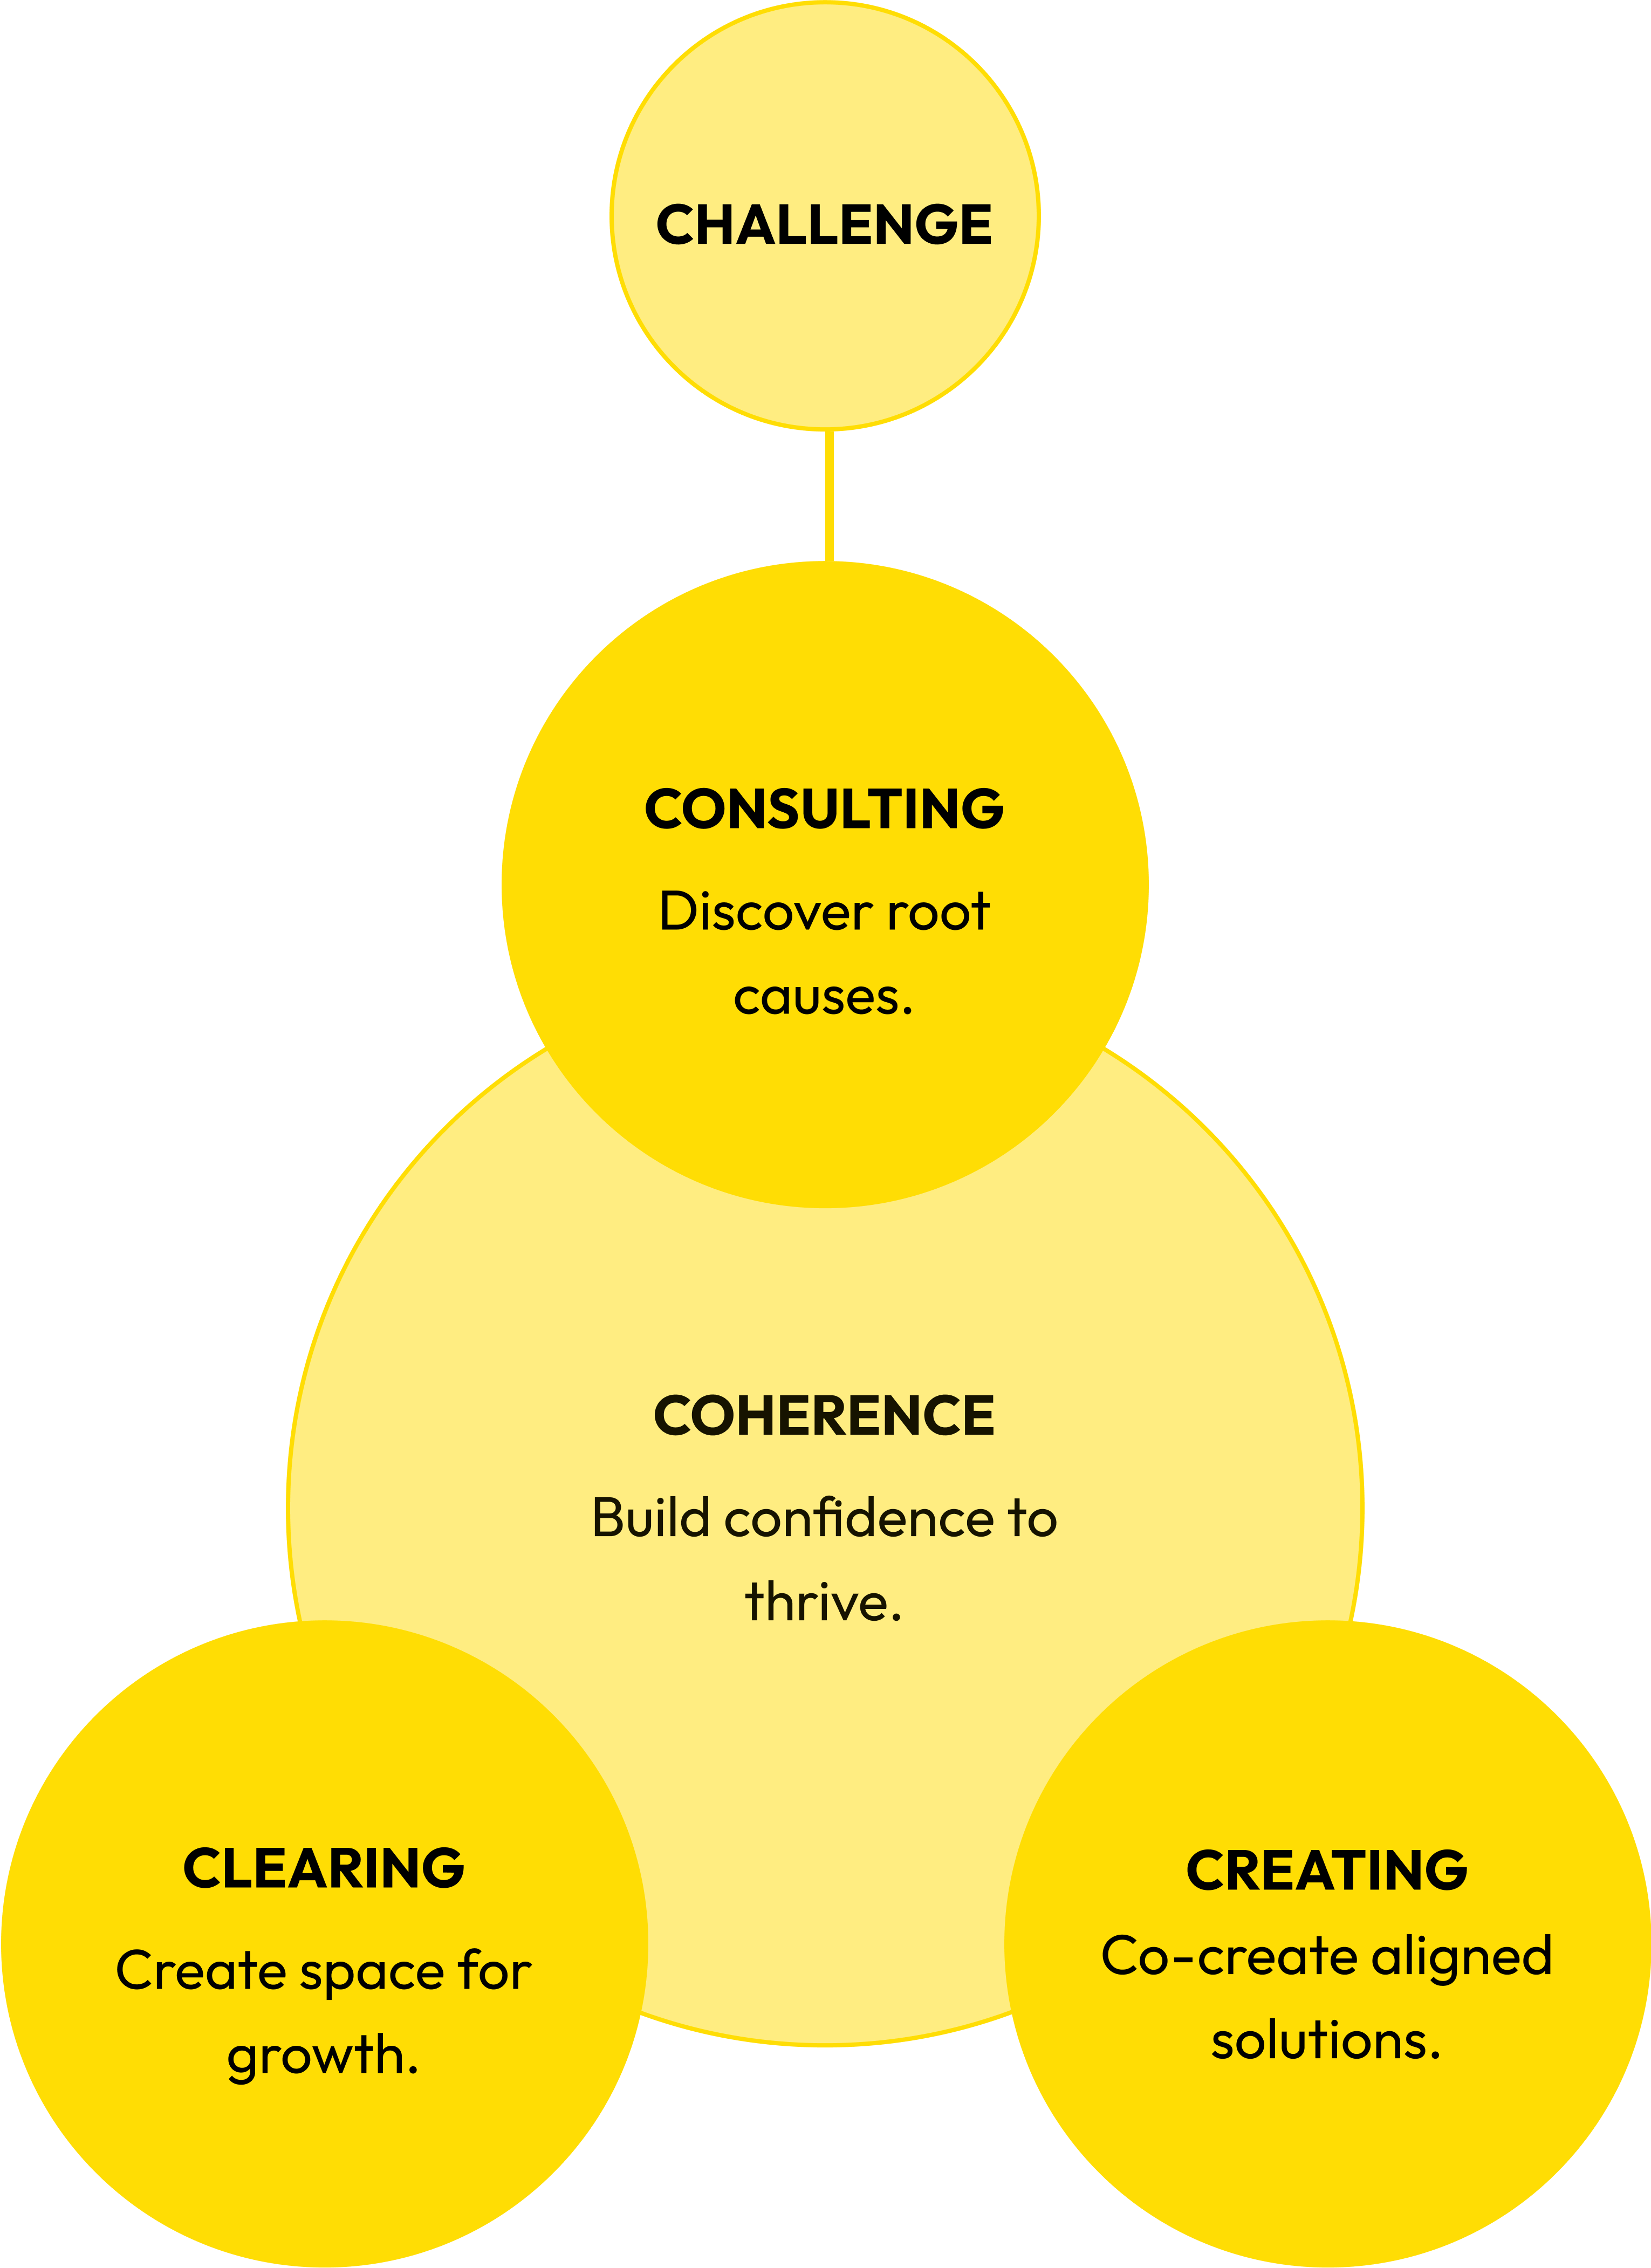 CHALLENGE
CONSULTING
Discover root
causes.
COHERENCE
Build confidence to
thrive.
CLEARING
Create space for
growth.
CREATING
Co-create aligned
solutions.